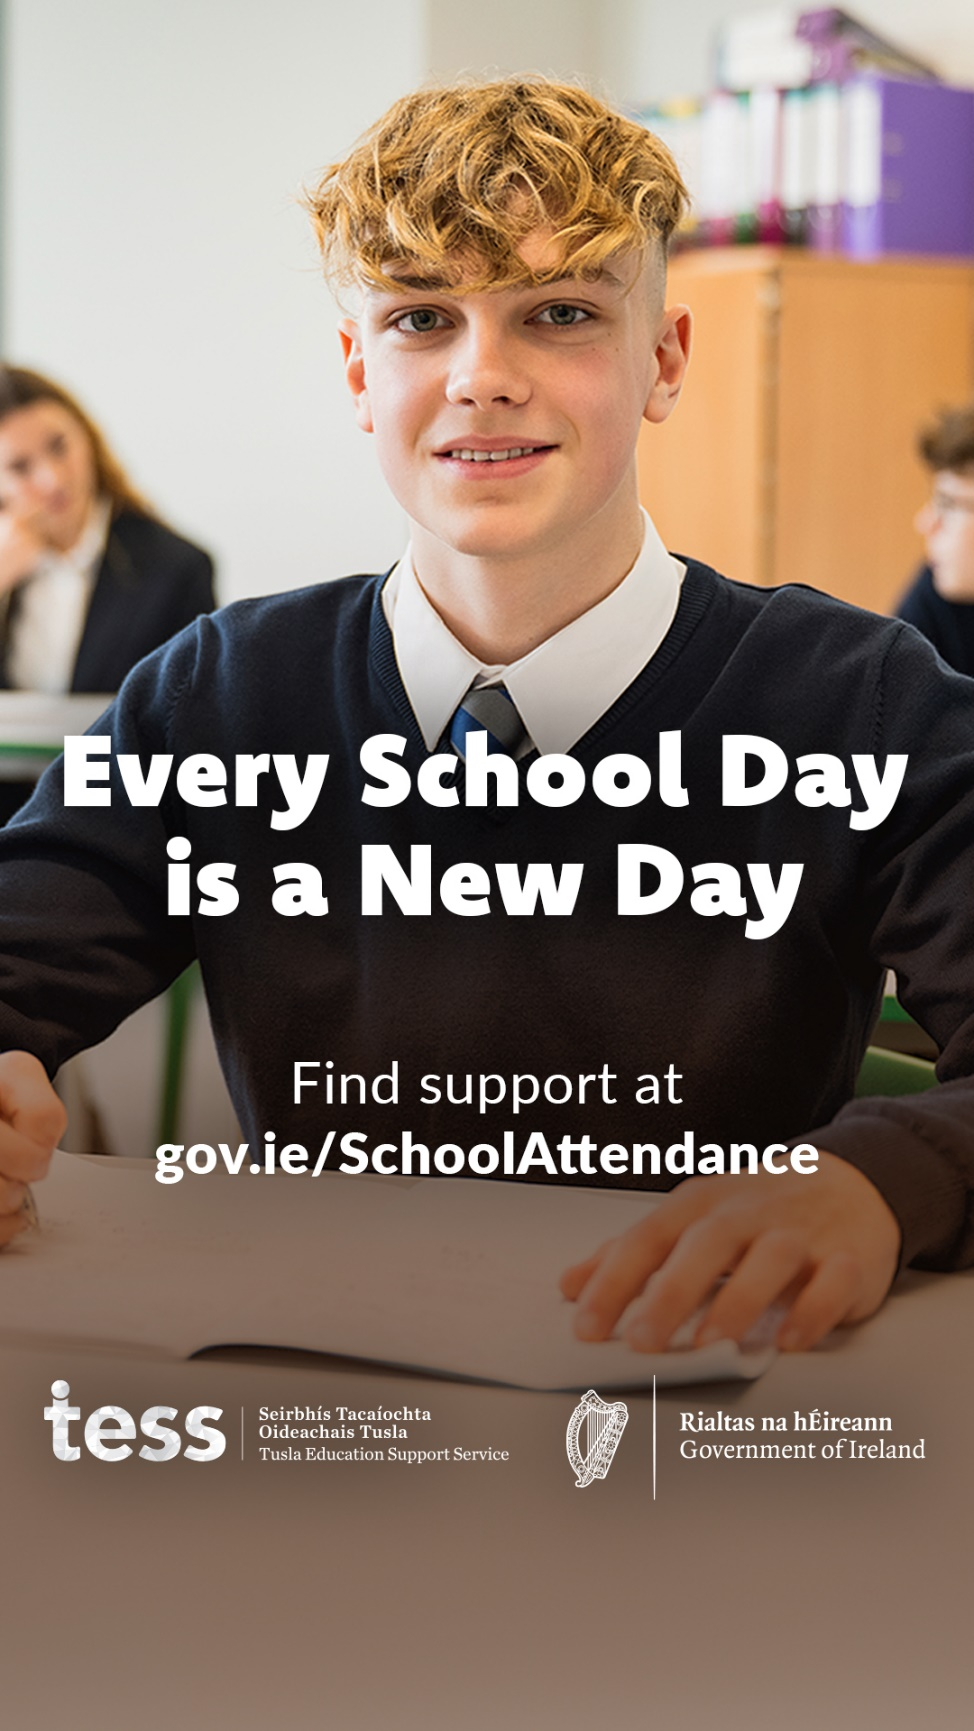 Every School Day
is a New Day
Find support at
gov.ie/SchoolAttendance
tess
Seirbhís Tacaíochta
Oideachais Tusla
Tusla Education Support Service
Rialtas na hÉireann
Government of Ireland